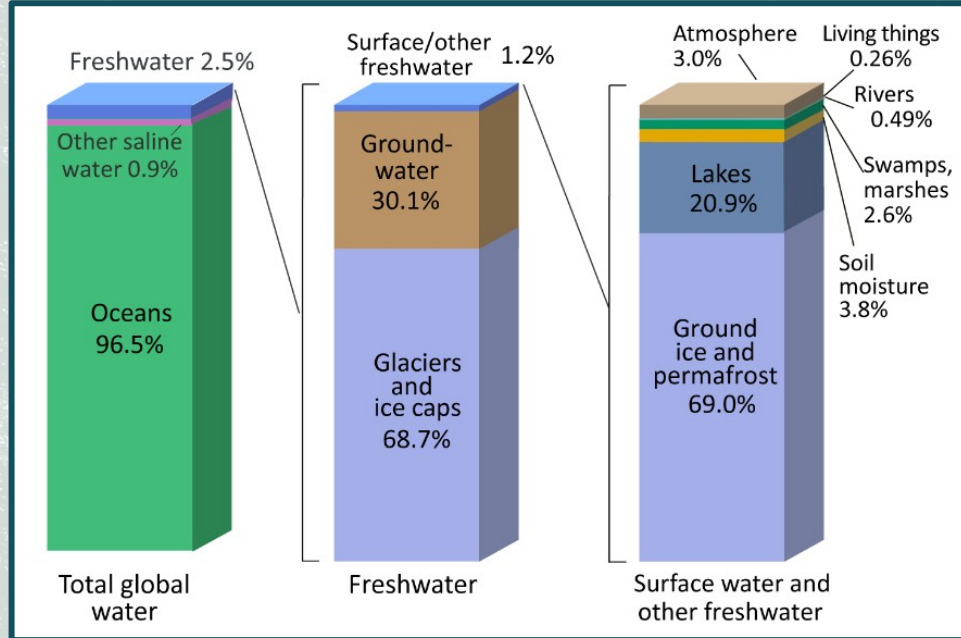 Freshwater 2.5%
Other saline
water 0.9%
Oceans
96.5%
Total global
water
Surface/other
freshwater
1.2%
Ground-
water
30.1%
Glaciers
and
ice caps
68.7%
Freshwater
Atmosphere
3.0%
Living things
0.26%
Rivers
0.49%
Swamps,
marshes
2.6%
Soil
moisture
3.8%
Lakes
20.9%
Ground
ice and
permafrost
69.0%
Surface water and
other freshwater